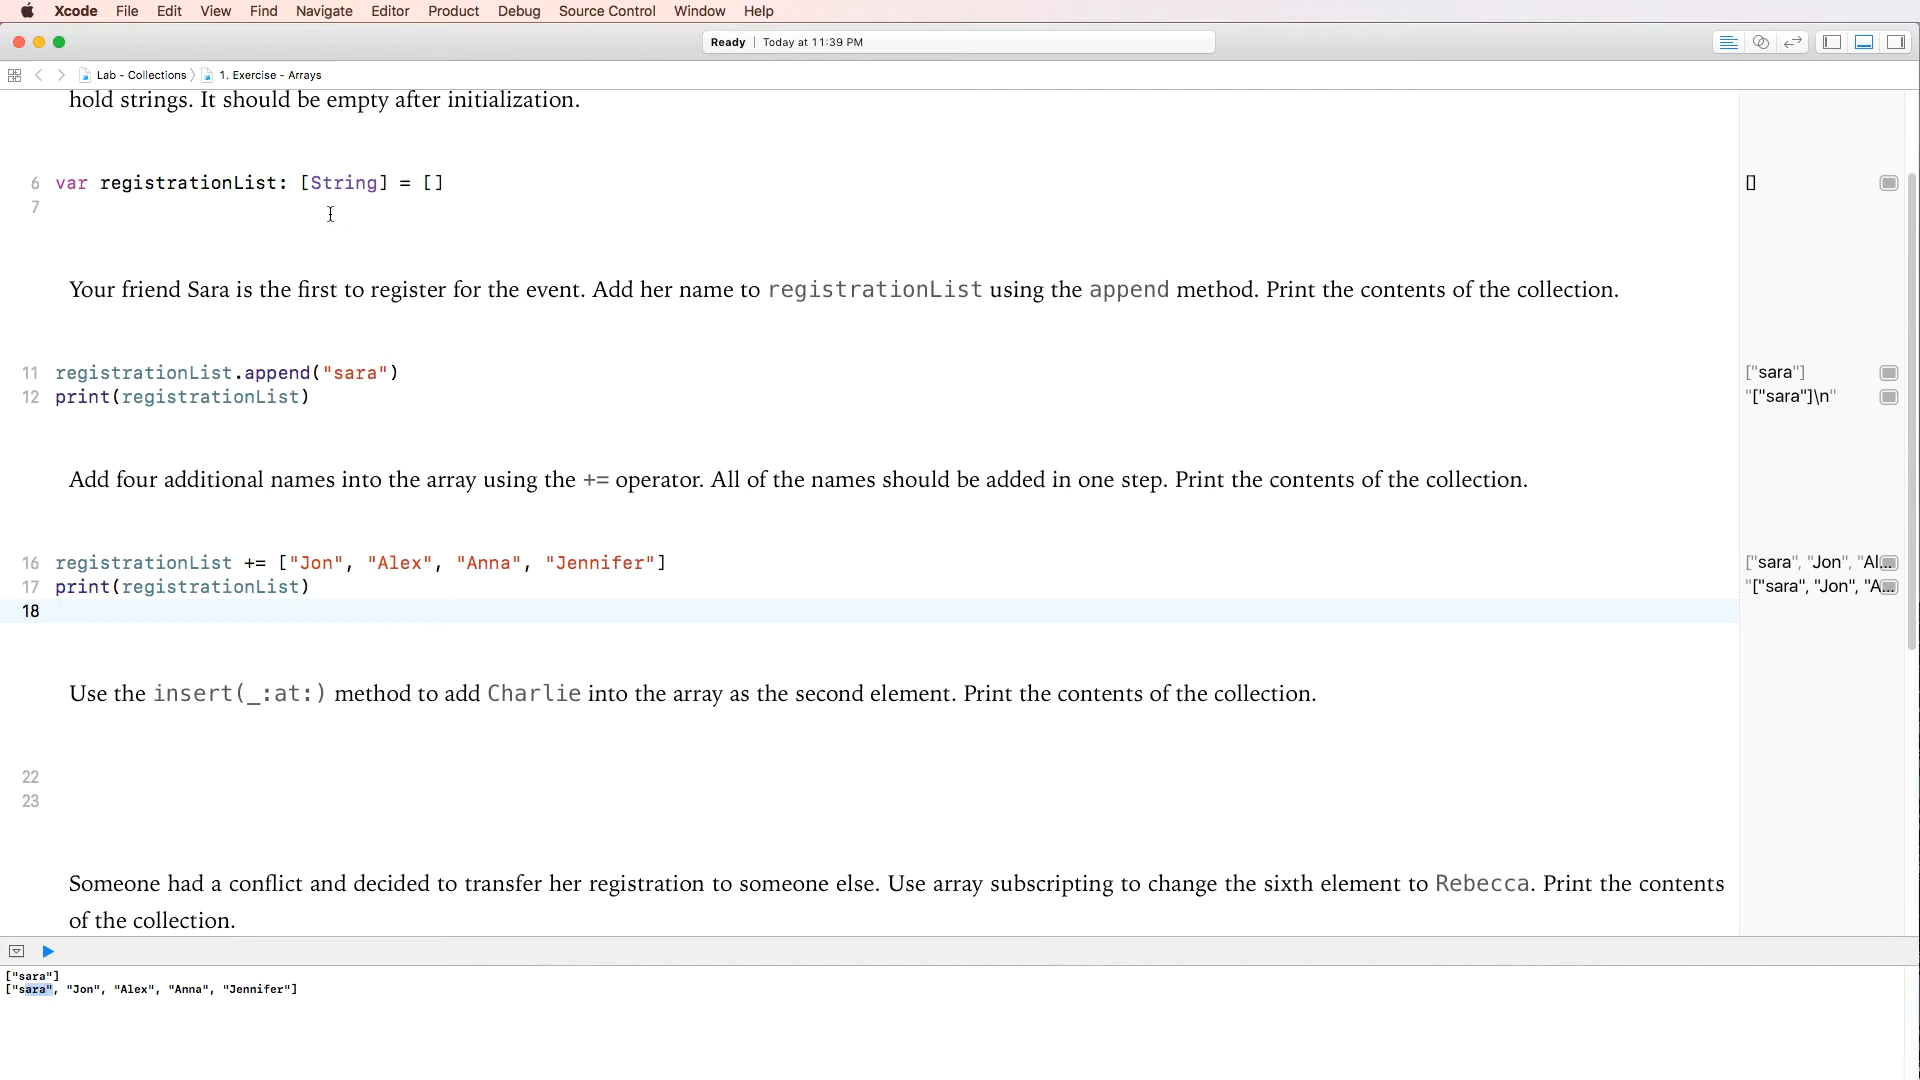 Xcode File Edit View Find Navigate Editor Product Debug Source Control Window Help
Ready | Today at 11:39 PM
Lab - Collections 〉 1. Exercise - Arrays
hold strings. It should be empty after initialization.
6 var registrationList: [String] = [] []
7
Your friend Sara is the first to register for the event. Add her name to registrationList using the append method. Print the contents of the collection.
11 registrationList.append("sara") ["sara"]
12 print(registrationList) "["sara"]\n"
Add four additional names into the array using the += operator. All of the names should be added in one step. Print the contents of the collection.
16 registrationList += ["Jon", "Alex", "Anna", "Jennifer"] ["sara", "Jon", "Al...
17 print(registrationList) "["sara", "Jon", "A...
18
Use the insert(_:at:) method to add Charlie into the array as the second element. Print the contents of the collection.
22
23
Someone had a conflict and decided to transfer her registration to someone else. Use array subscripting to change the sixth element to Rebecca. Print the contents
of the collection.
["sara"]
["sara", "Jon", "Alex", "Anna", "Jennifer"]